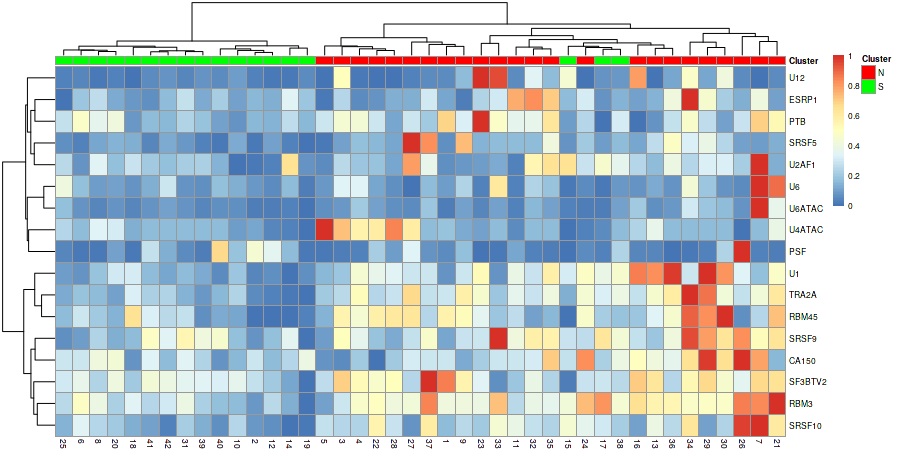 Cluster
U12
ESRP1
PTB
SRSF5
U2AF1
U6
U6ATAC
U4ATAC
PSF
U1
TRA2A
RBM45
SRSF9
CA150
SF3BTV2
RBM3
SRSF10
25 6 8 20 18 41 42 31 39 40 10 2 12 14 19 5 3 4 22 28 27 37 1 9 23 33 11 32 35 15 24 17 38 16 13 36 34 29 30 26 7 21
1
0.8
0.6
0.4
0.2
0
Cluster
N
S